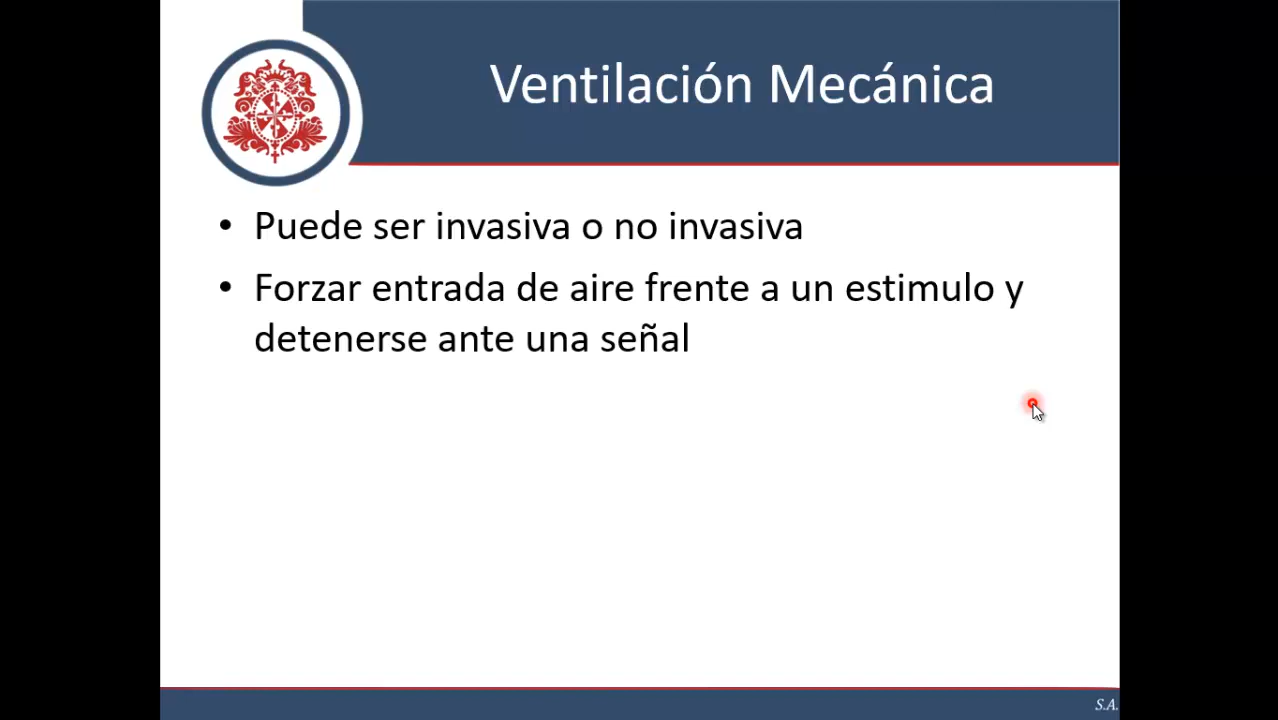 Ventilación Mecánica
• Puede ser invasiva o no invasiva
• Forzar entrada de aire frente a un estimulo y
detenerse ante una señal
S.A.